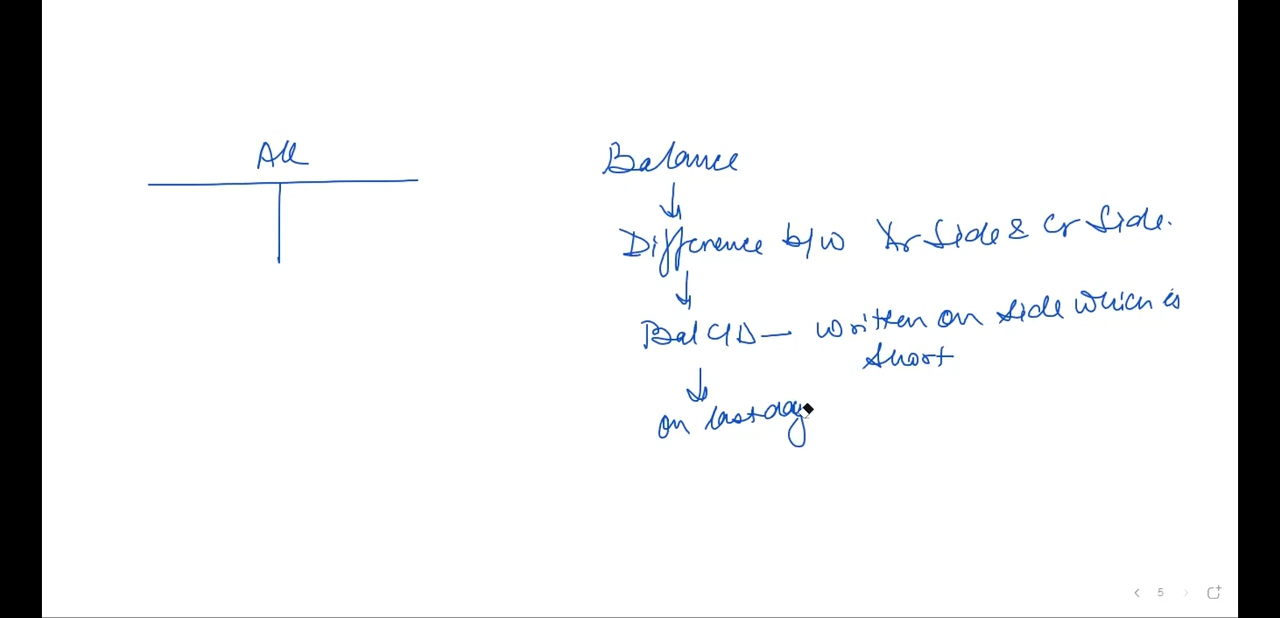 A/c
Balance
Difference b/w Dr Side & Cr Side.
Bal C/D — written on side which is
short
on last day
5